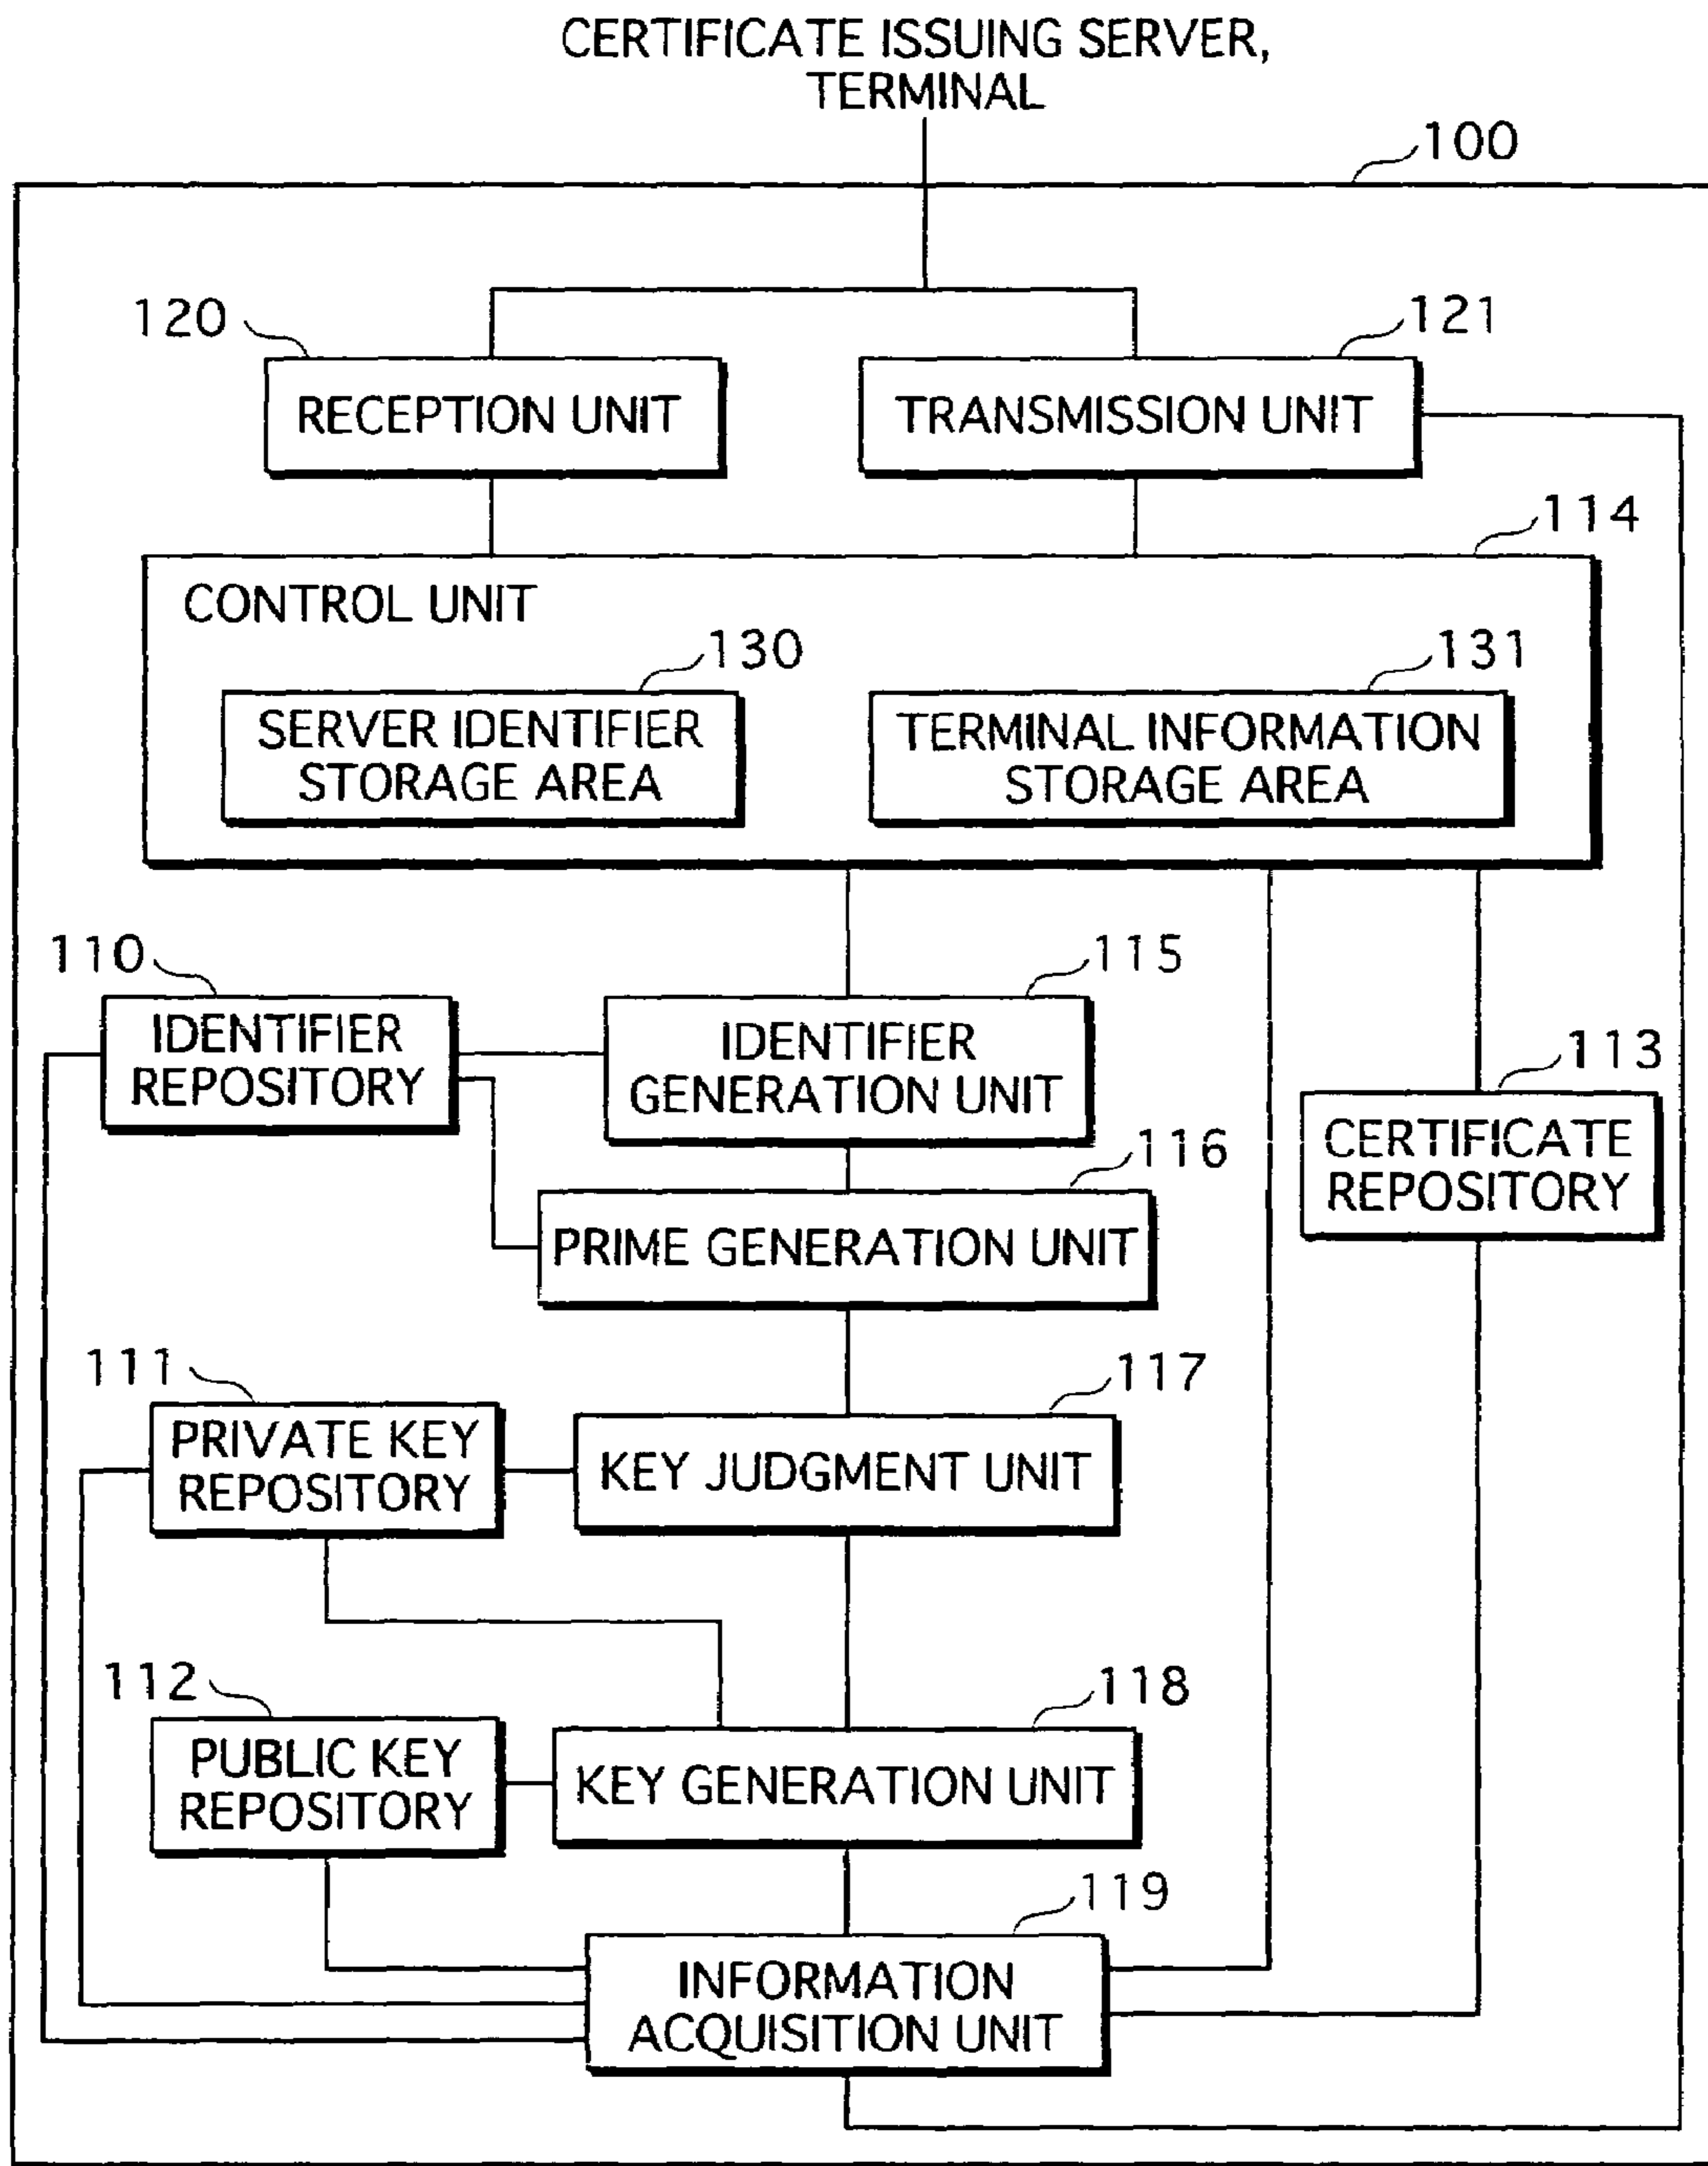 CERTIFICATE ISSUING SERVER,
TERMINAL
100
120
121
RECEPTION UNIT
TRANSMISSION UNIT
114
CONTROL UNIT
130
131
SERVER IDENTIFIER
STORAGE AREA
TERMINAL INFORMATION
STORAGE AREA
110
115
IDENTIFIER
REPOSITORY
IDENTIFIER
GENERATION UNIT
113
CERTIFICATE
REPOSITORY
116
PRIME GENERATION UNIT
111
117
PRIVATE KEY
REPOSITORY
KEY JUDGMENT UNIT
112
118
PUBLIC KEY
REPOSITORY
KEY GENERATION UNIT
119
INFORMATION
ACQUISITION UNIT